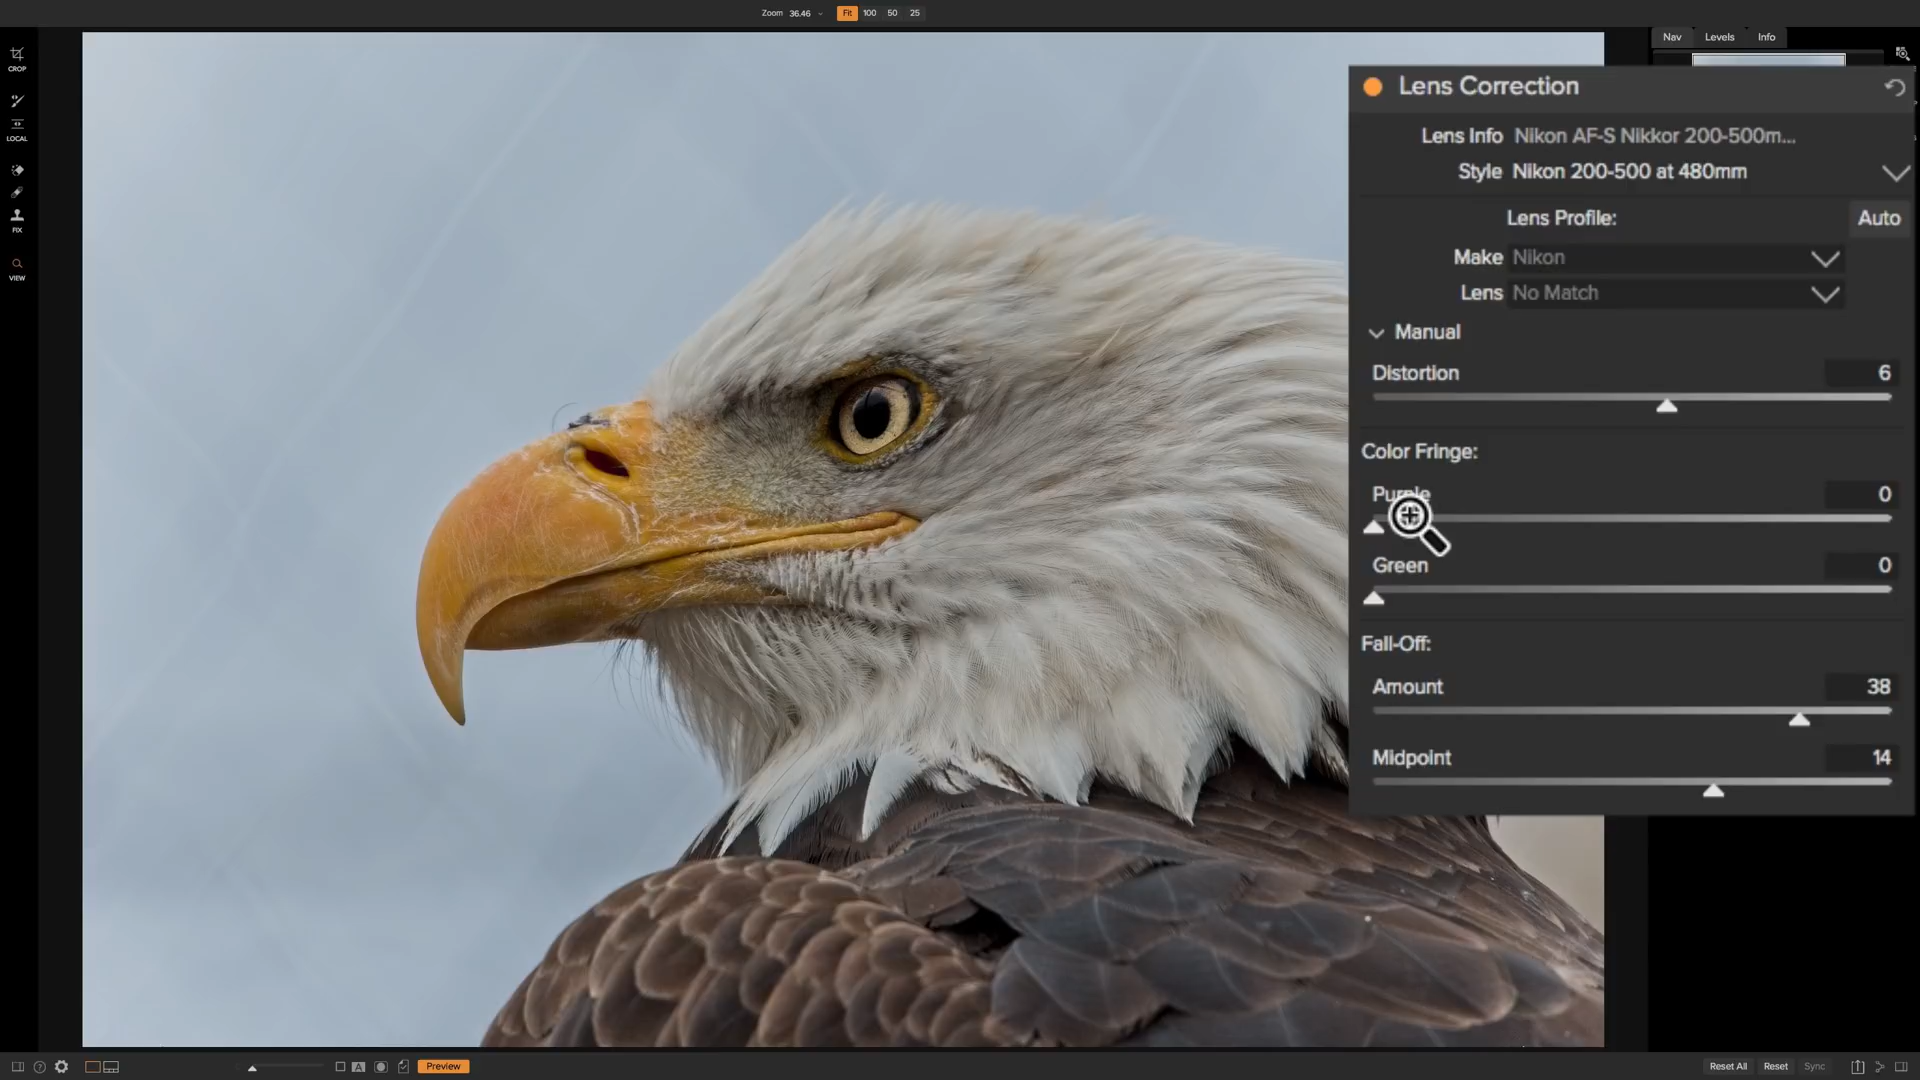 Zoom 36.46 Fit 100 50 25
CROP
LOCAL
FIX
VIEW
Nav Levels Info
Lens Correction
Lens Info Nikon AF-S Nikkor 200-500m...
Style Nikon 200-500 at 480mm
Lens Profile: Auto
Make Nikon
Lens No Match
Manual
Distortion 6
Color Fringe:
Purple 0
Green 0
Fall-Off:
Amount 38
Midpoint 14
A Preview
Reset All Reset Sync